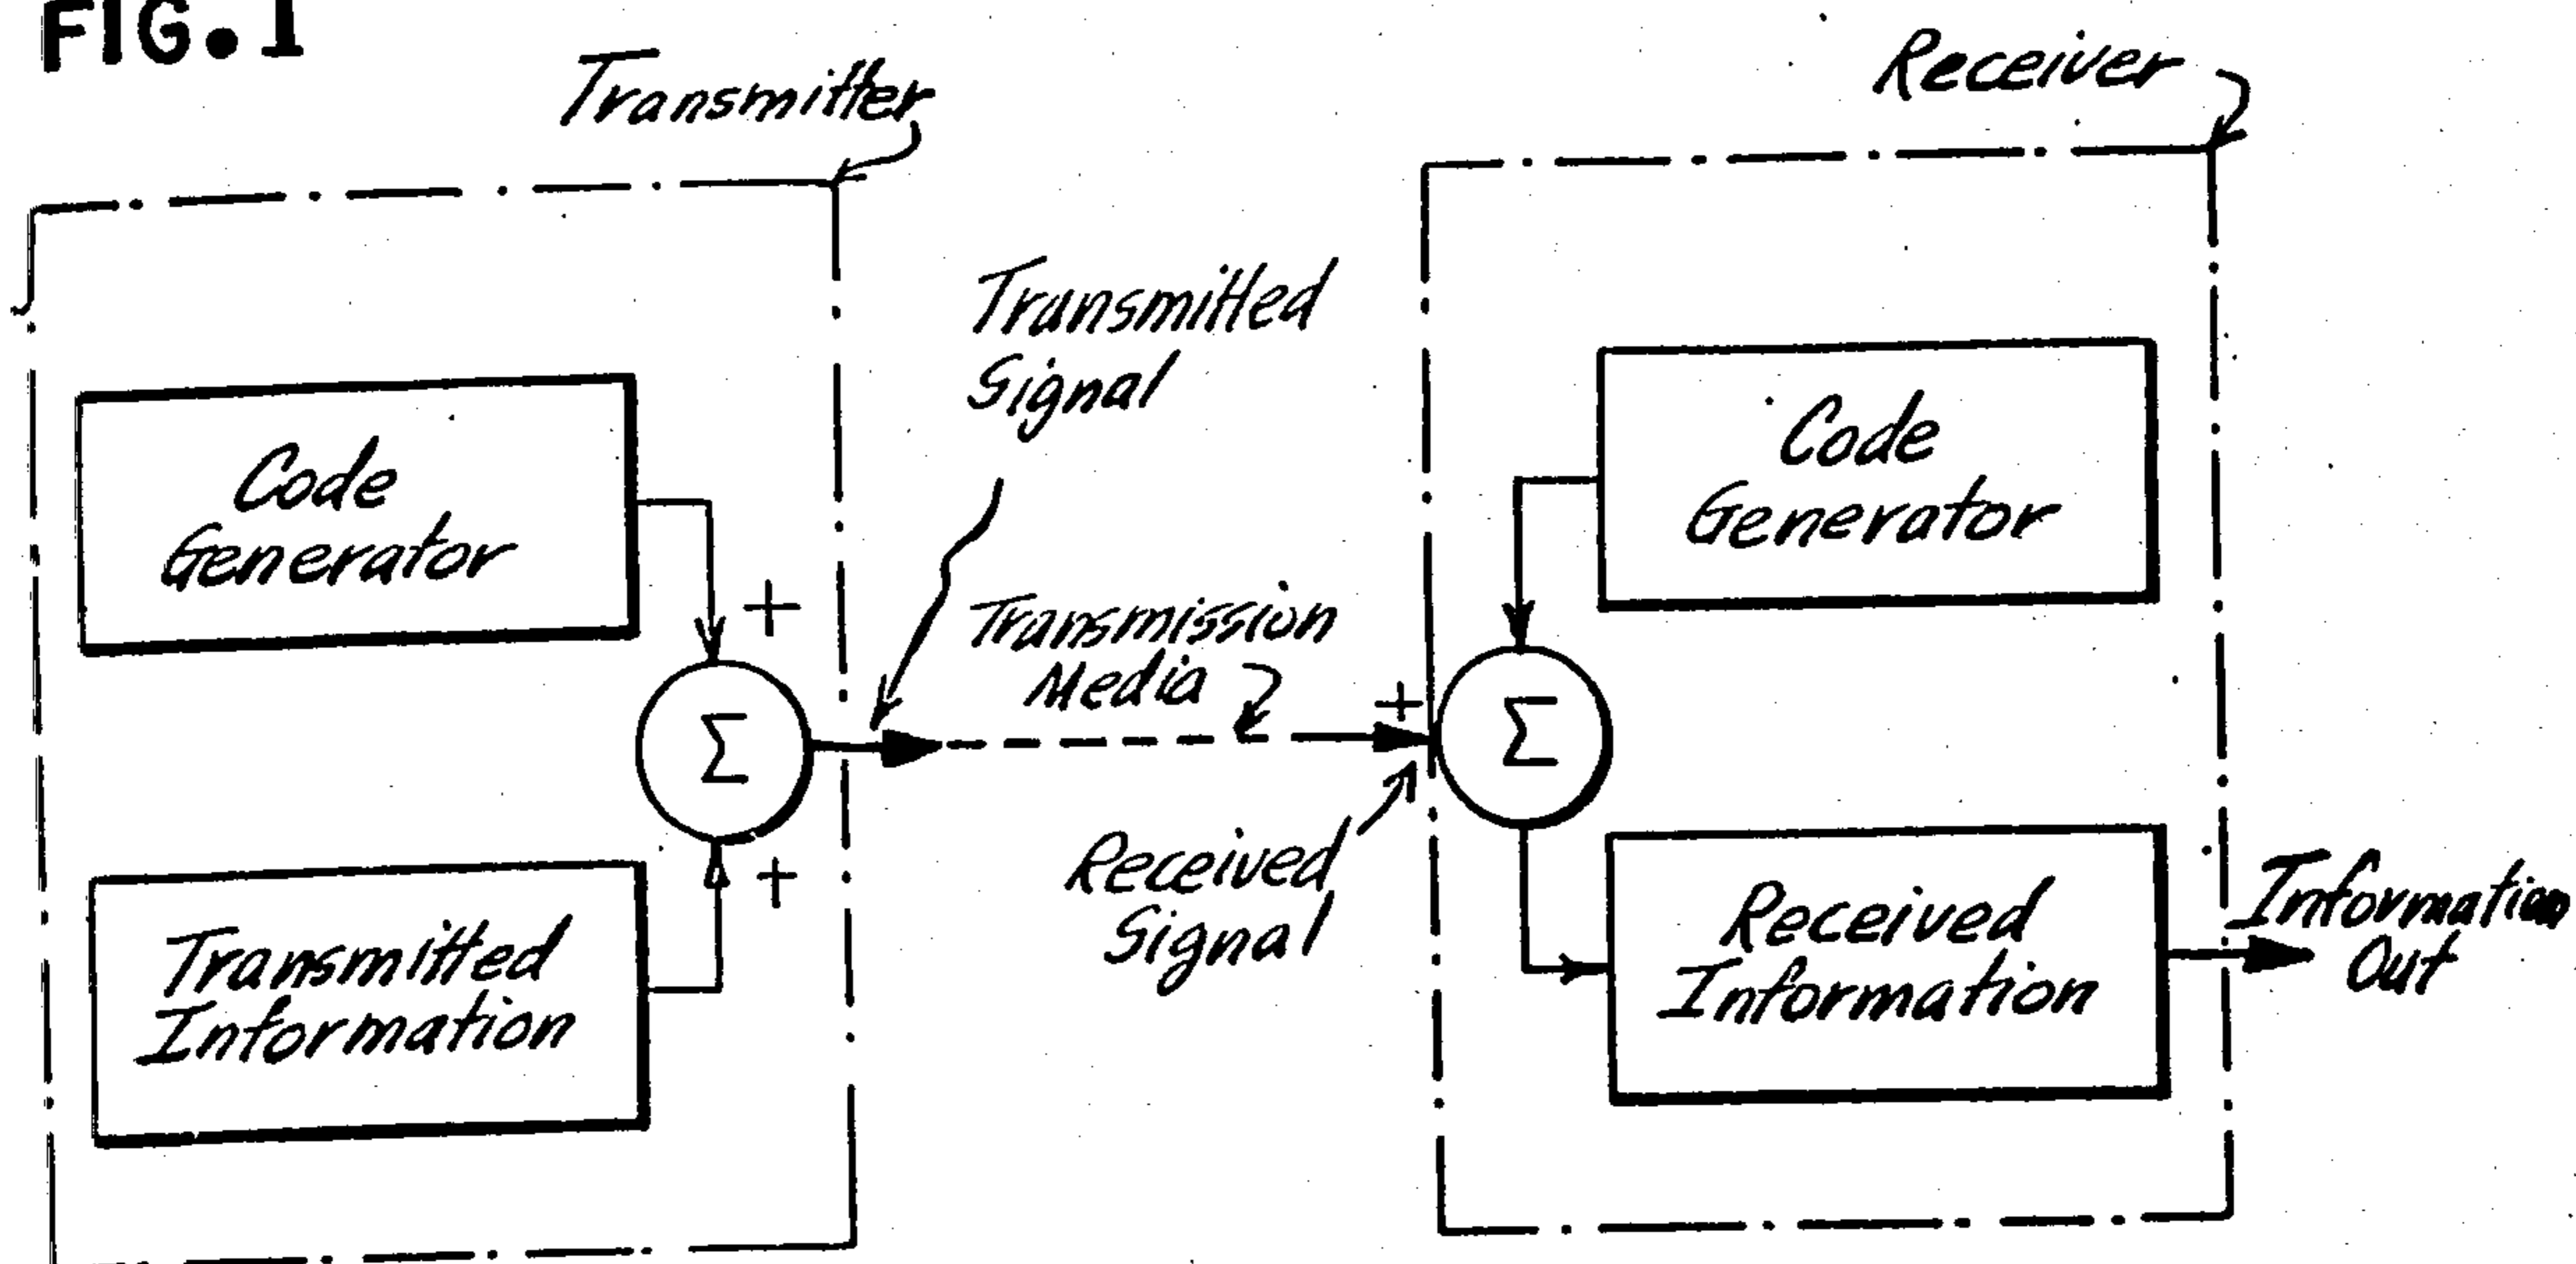 FIG. 1
Transmitter
Receiver
Transmitted
Signal
Code
Generator
Code
Generator
+
Transmission
Media
+
Σ
Σ
+
Received
Signal
Transmitted
Information
Received
Information
Information
Out